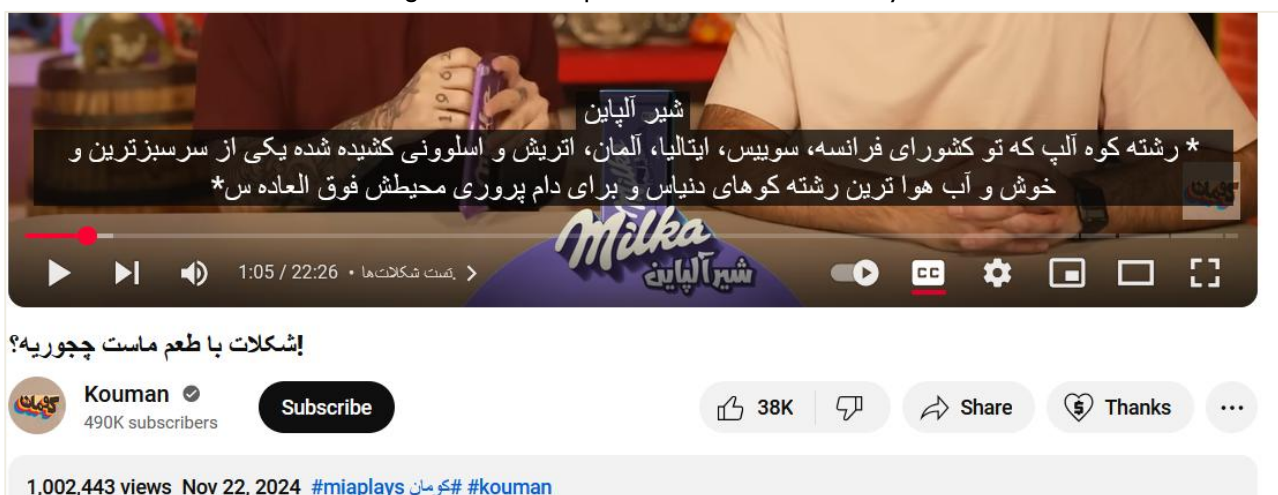 شیر آلپاین
* رشته کوه آلپ که تو کشورای فرانسه، سوییس، ایتالیا، آلمان، اتریش و اسلوونی کشیده شده یکی از سرسبزترین و
خوش و آب هوا ترین رشته کوهای دنیاس و برای دام پروری محیطش فوق العاده س*
کومان
Milka
شیر آلپاین
1:05 / 22:26 • تست شکلات‌ها.
CC
!شکلات با طعم ماست چجوریه؟
کومان
Kouman
490K subscribers
Subscribe
38K
Share
Thanks
1,002,443 views Nov 22, 2024 #miaplays #کومان #kouman